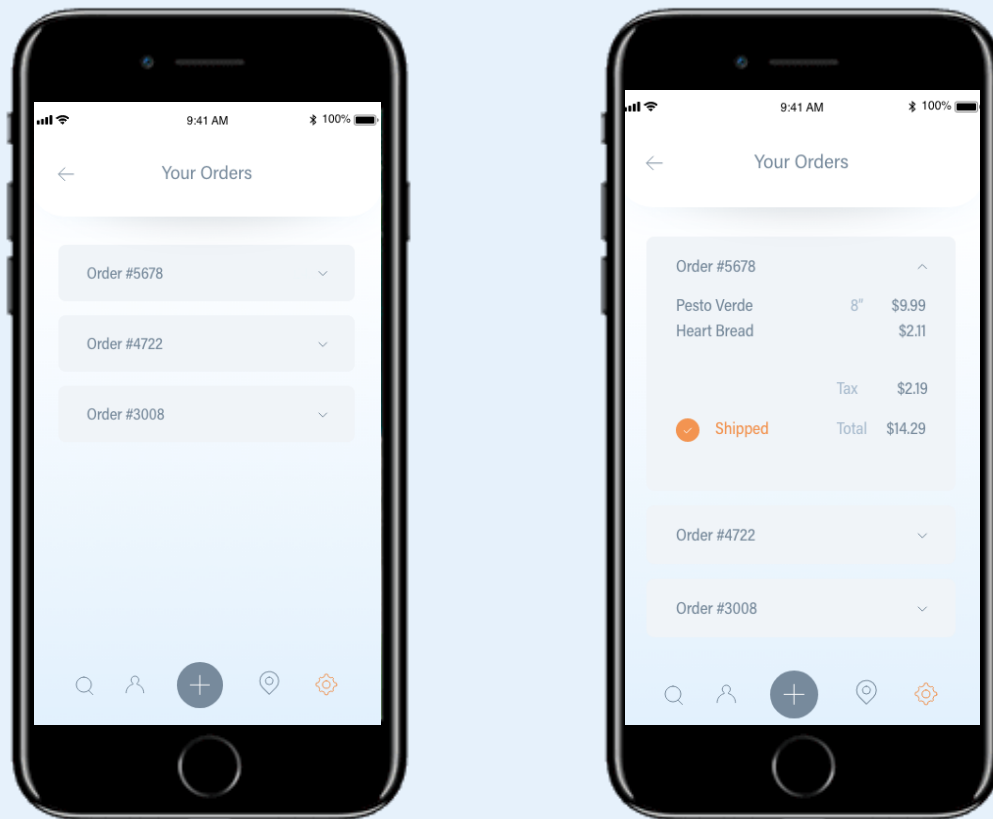 9:41 AM 100%
Your Orders
Order #5678
Order #4722
Order #3008
9:41 AM 100%
Your Orders
Order #5678
Pesto Verde 8" $9.99
Heart Bread $2.11
Tax $2.19
Shipped Total $14.29
Order #4722
Order #3008